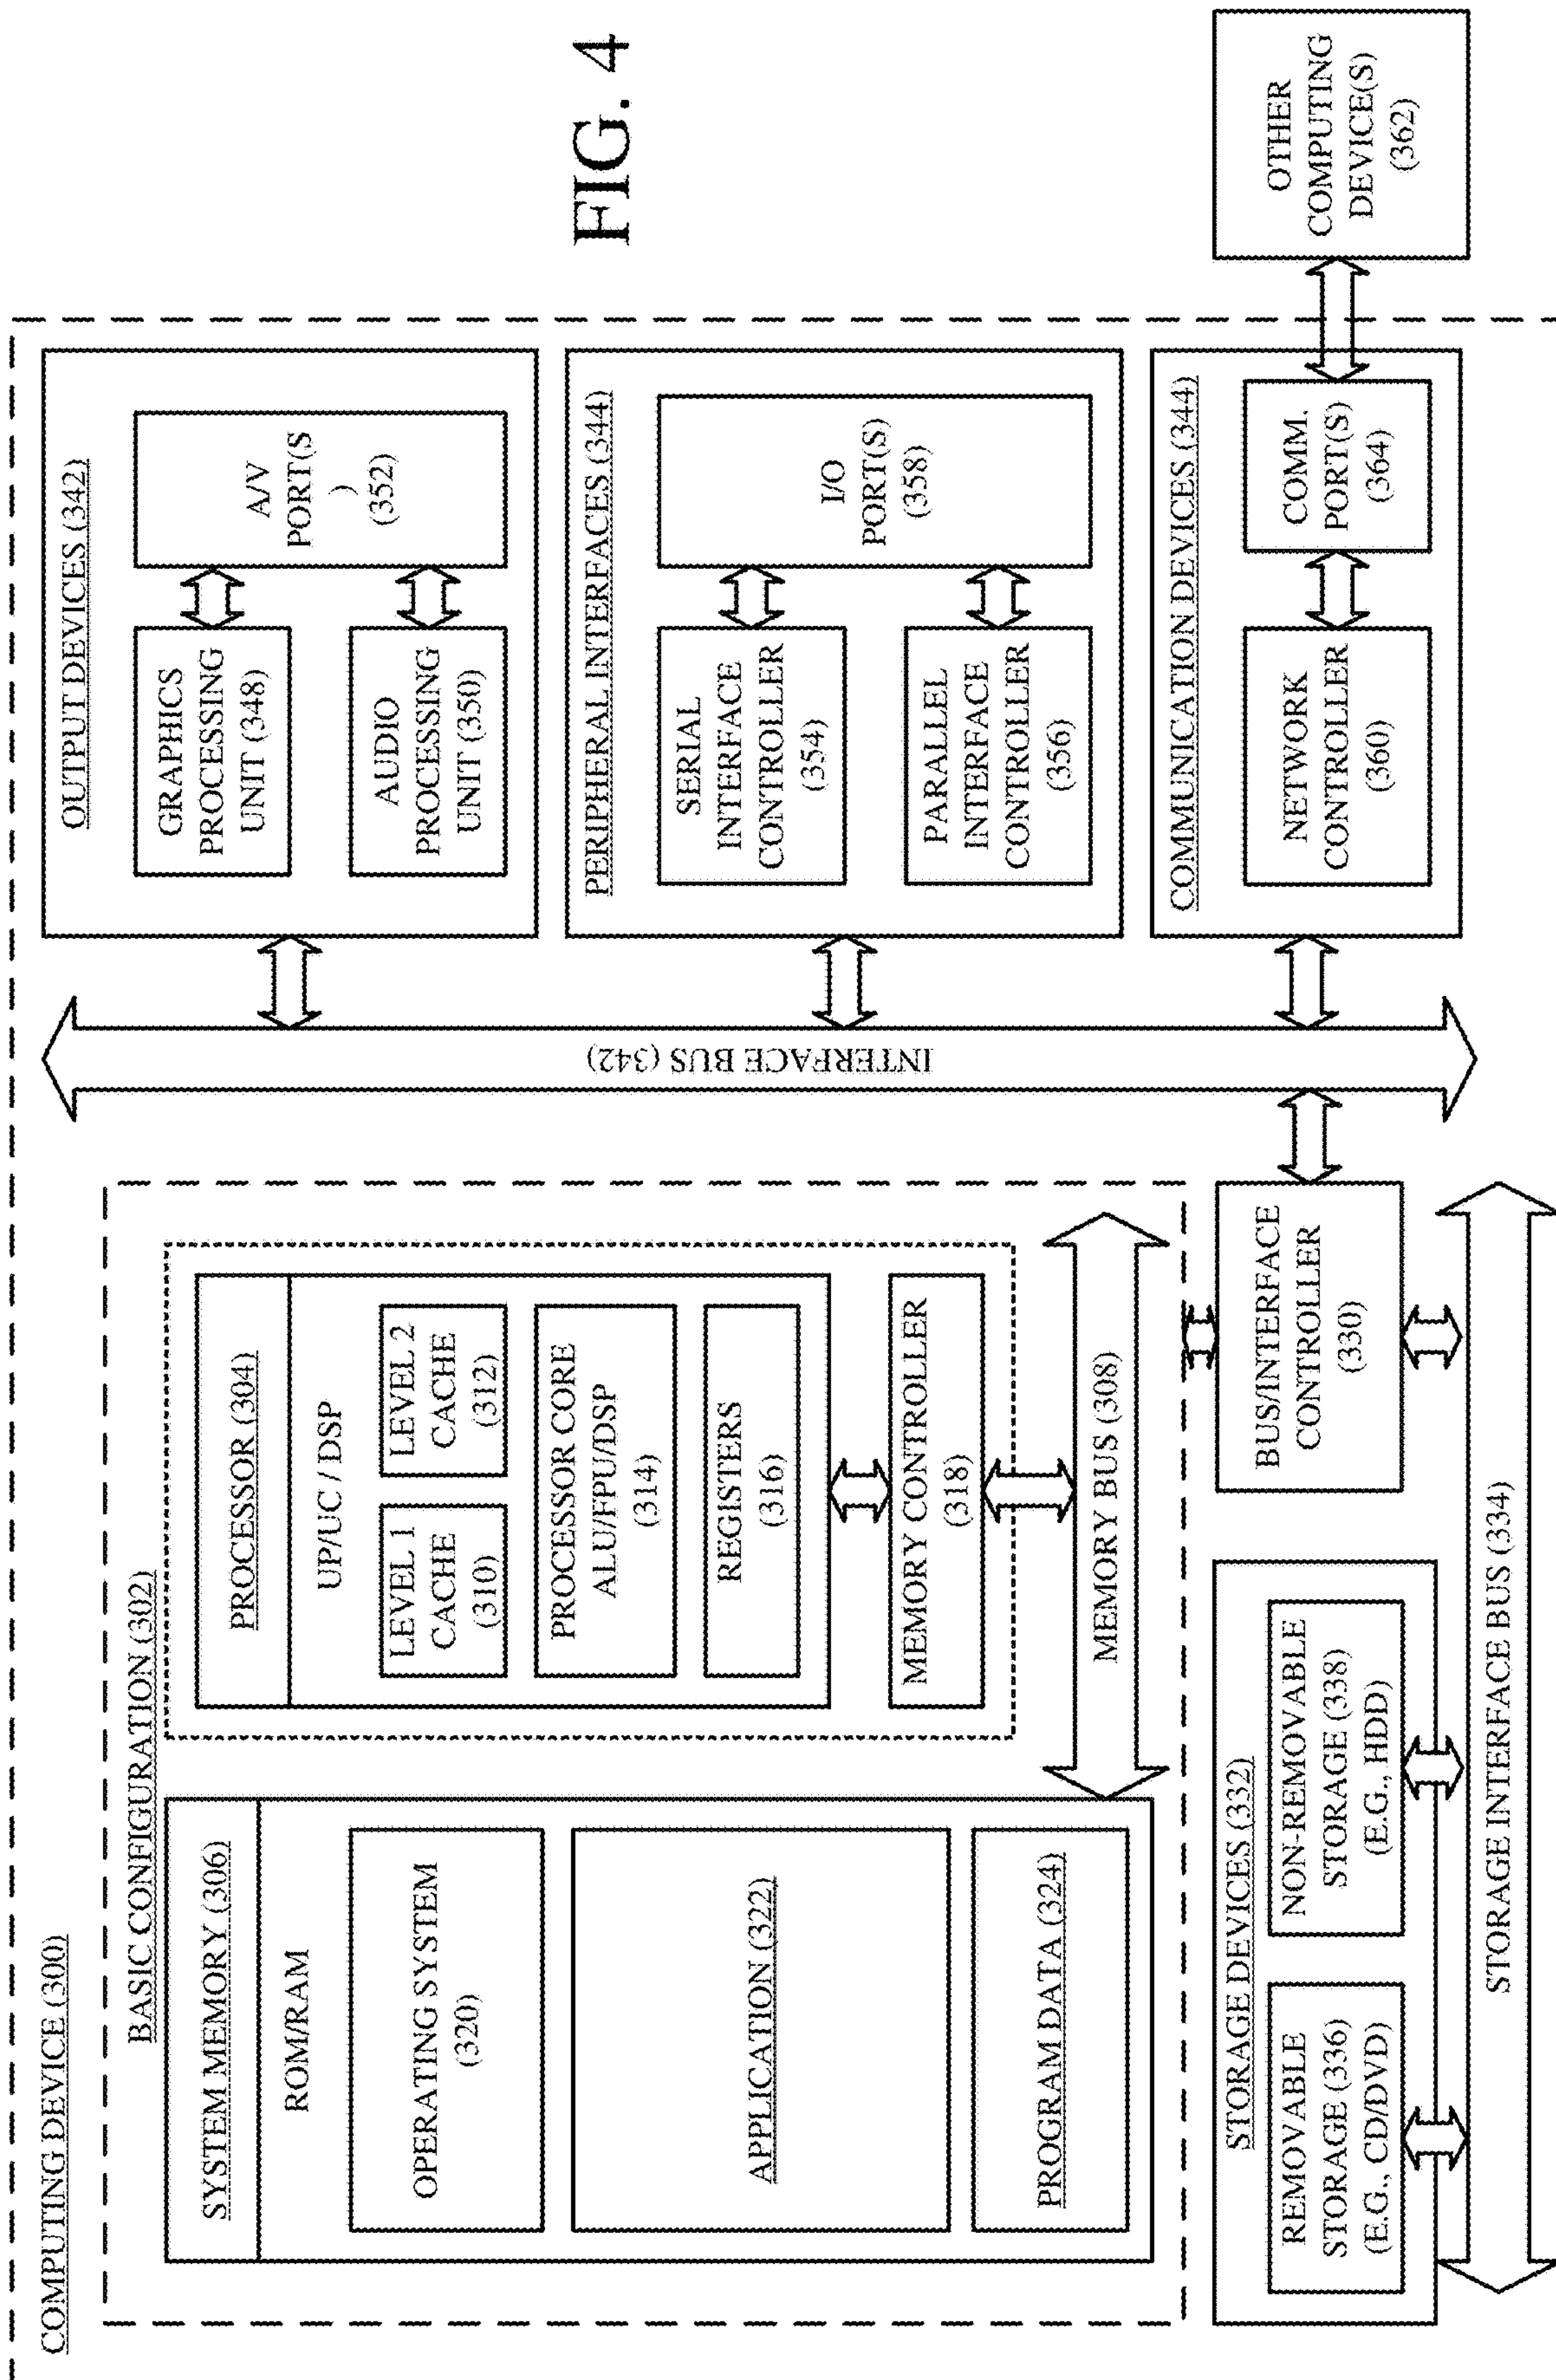 COMPUTING DEVICE (300)
BASIC CONFIGURATION (302)
SYSTEM MEMORY (306)
ROM/RAM
OPERATING SYSTEM
(320)
APPLICATION (322)
PROGRAM DATA (324)
PROCESSOR (304)
UP/UC / DSP
LEVEL 1
CACHE
(310)
LEVEL 2
CACHE
(312)
PROCESSOR CORE
ALU/FPU/DSP
(314)
REGISTERS
(316)
MEMORY CONTROLLER
(318)
MEMORY BUS (308)
STORAGE DEVICES (332)
REMOVABLE
STORAGE (336)
(E.G., CD/DVD)
NON-REMOVABLE
STORAGE (338)
(E.G., HDD)
STORAGE INTERFACE BUS (334)
BUS/INTERFACE
CONTROLLER
(330)
INTERFACE BUS (342)
OUTPUT DEVICES (342)
GRAPHICS
PROCESSING
UNIT (348)
AUDIO
PROCESSING
UNIT (350)
A/V
PORT(S
)
(352)
PERIPHERAL INTERFACES (344)
SERIAL
INTERFACE
CONTROLLER
(354)
PARALLEL
INTERFACE
CONTROLLER
(356)
I/O
PORT(S)
(358)
COMMUNICATION DEVICES (344)
NETWORK
CONTROLLER
(360)
COMM.
PORT(S)
(364)
OTHER
COMPUTING
DEVICE(S)
(362)
FIG. 4